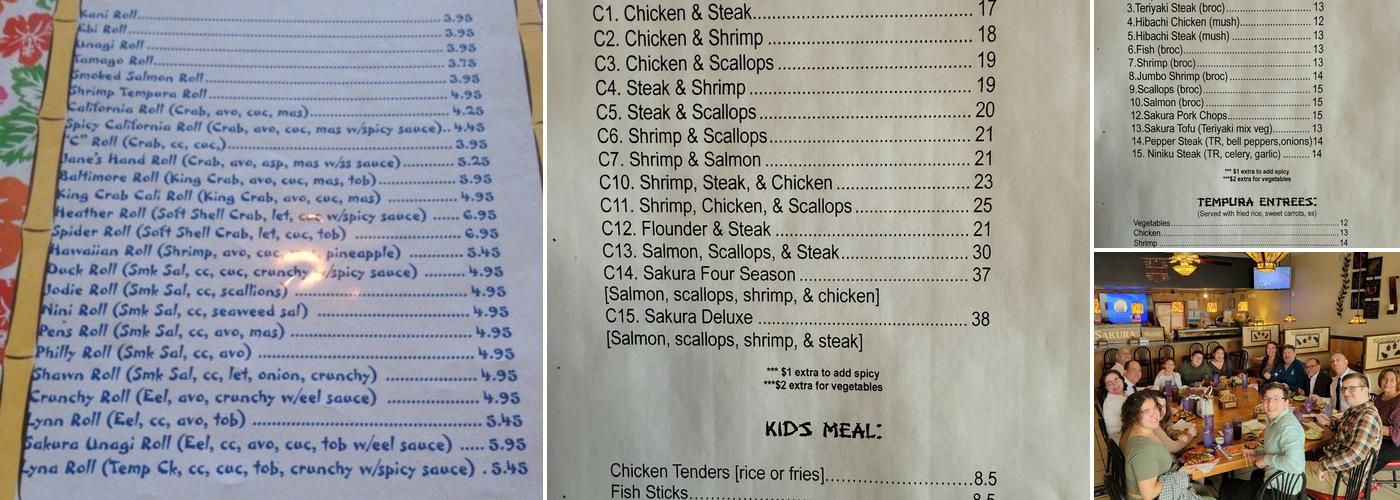 Kani Roll 3.95
Ebi Roll 3.95
Unagi Roll 3.95
Tamago Roll 3.75
Smoked Salmon Roll 3.95
Shrimp Tempura Roll 4.95
California Roll (Crab, avo, cuc, mas) 4.25
Spicy California Roll (Crab, avo, cuc, mas w/spicy sauce).. 4.45
"C" Roll (Crab, cc, cuc,) 3.95
Jane's Hand Roll (Crab, avo, asp, mas w/ss sauce) 5.25
Baltimore Roll (King Crab, avo, cuc, mas, tob) 5.95
King Crab Cali Roll (King Crab, avo, cuc, mas) 4.95
Heather Roll (Soft Shell Crab, let, cuc w/spicy sauce) 6.95
Spider Roll (Soft Shell Crab, let, cuc, tob) 6.95
Hawaiian Roll (Shrimp, avo, cuc, pineapple) 5.45
Duck Roll (Smk Sal, cc, cuc, crunchy w/spicy sauce) 4.95
Jodie Roll (Smk Sal, cc, scallions) 4.95
Nini Roll (Smk Sal, cc, seaweed sal) 4.95
Pens Roll (Smk Sal, cc, avo, mas) 4.95
Philly Roll (Smk Sal, cc, avo) 4.95
Shawn Roll (Smk Sal, cc, let, onion, crunchy) 4.95
Crunchy Roll (Eel, avo, crunchy w/eel sauce) 4.95
Lynn Roll (Eel, cc, avo, tob) 5.45
Sakura Unagi Roll (Eel, cc, avo, cuc, tob w/eel sauce) 5.95
Lyna Roll (Temp Ck, cc, cuc, tob, crunchy w/spicy sauce) . 5.45
C1. Chicken & Steak 17
C2. Chicken & Shrimp 18
C3. Chicken & Scallops 19
C4. Steak & Shrimp 19
C5. Steak & Scallops 20
C6. Shrimp & Scallops 21
C7. Shrimp & Salmon 21
C10. Shrimp, Steak, & Chicken 23
C11. Shrimp, Chicken, & Scallops 25
C12. Flounder & Steak 21
C13. Salmon, Scallops, & Steak 30
C14. Sakura Four Season 37
[Salmon, scallops, shrimp, & chicken]
C15. Sakura Deluxe 38
[Salmon, scallops, shrimp, & steak]
*** $1 extra to add spicy
***$2 extra for vegetables
KIDS MEAL:
Chicken Tenders [rice or fries] 8.5
Fish Sticks 8.5
3.Teriyaki Steak (broc) 13
4.Hibachi Chicken (mush) 12
5.Hibachi Steak (mush) 13
6.Fish (broc) 13
7.Shrimp (broc) 13
8.Jumbo Shrimp (broc) 14
9.Scallops (broc) 15
10.Salmon (broc) 15
12.Sakura Pork Chops 15
13.Sakura Tofu (Teriyaki mix veg) 13
14.Pepper Steak (TR, bell peppers,onions)14
15. Niniku Steak (TR, celery, garlic) 14
*** $1 extra to add spicy
***$2 extra for vegetables
TEMPURA ENTREES:
(Served with fried rice, sweet carrots, ss)
Vegetables 12
Chicken 13
Shrimp 14
SAKURA